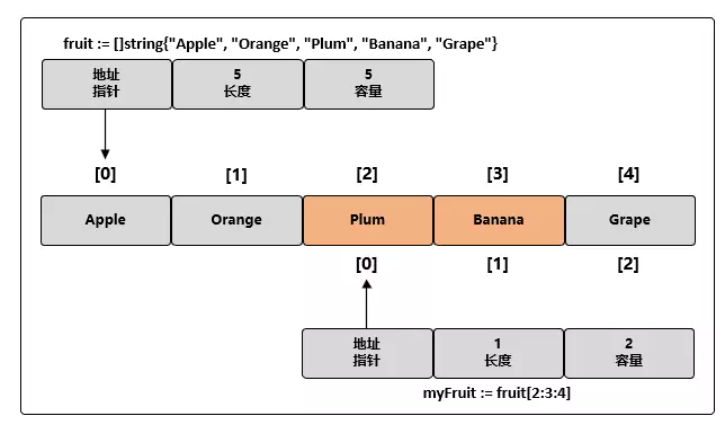 fruit := []string{"Apple", "Orange", "Plum", "Banana", "Grape"}
地址 5 5
指针 长度 容量
[0] [1] [2] [3] [4]
Apple Orange Plum Banana Grape
[0] [1] [2]
地址 1 2
指针 长度 容量
myFruit := fruit[2:3:4]